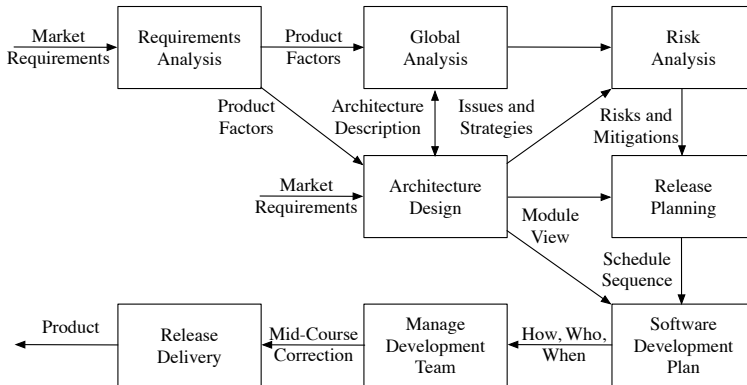 Market
Requirements
Requirements
Analysis
Product
Factors
Global
Analysis
Risk
Analysis
Product
Factors
Architecture
Description
Issues and
Strategies
Risks and
Mitigations
Market
Requirements
Architecture
Design
Module
View
Release
Planning
Schedule
Sequence
Product
Release
Delivery
Mid-Course
Correction
Manage
Development
Team
How, Who,
When
Software
Development
Plan